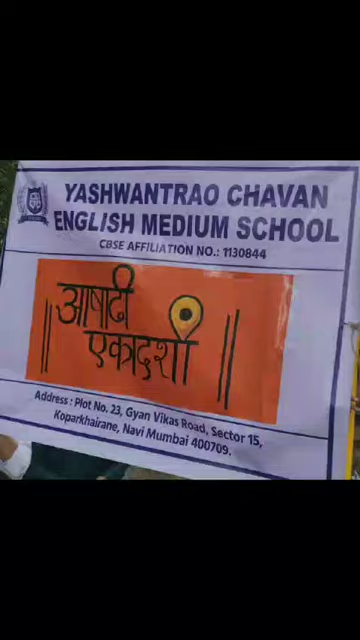 YASHWANTRAO CHAVAN
ENGLISH MEDIUM SCHOOL
CBSE AFFILIATION NO.: 1130844
|| आषाढी
एकादशी ||
Address : Plot No. 23, Gyan Vikas Road, Sector 15,
Koparkhairane, Navi Mumbai 400709.